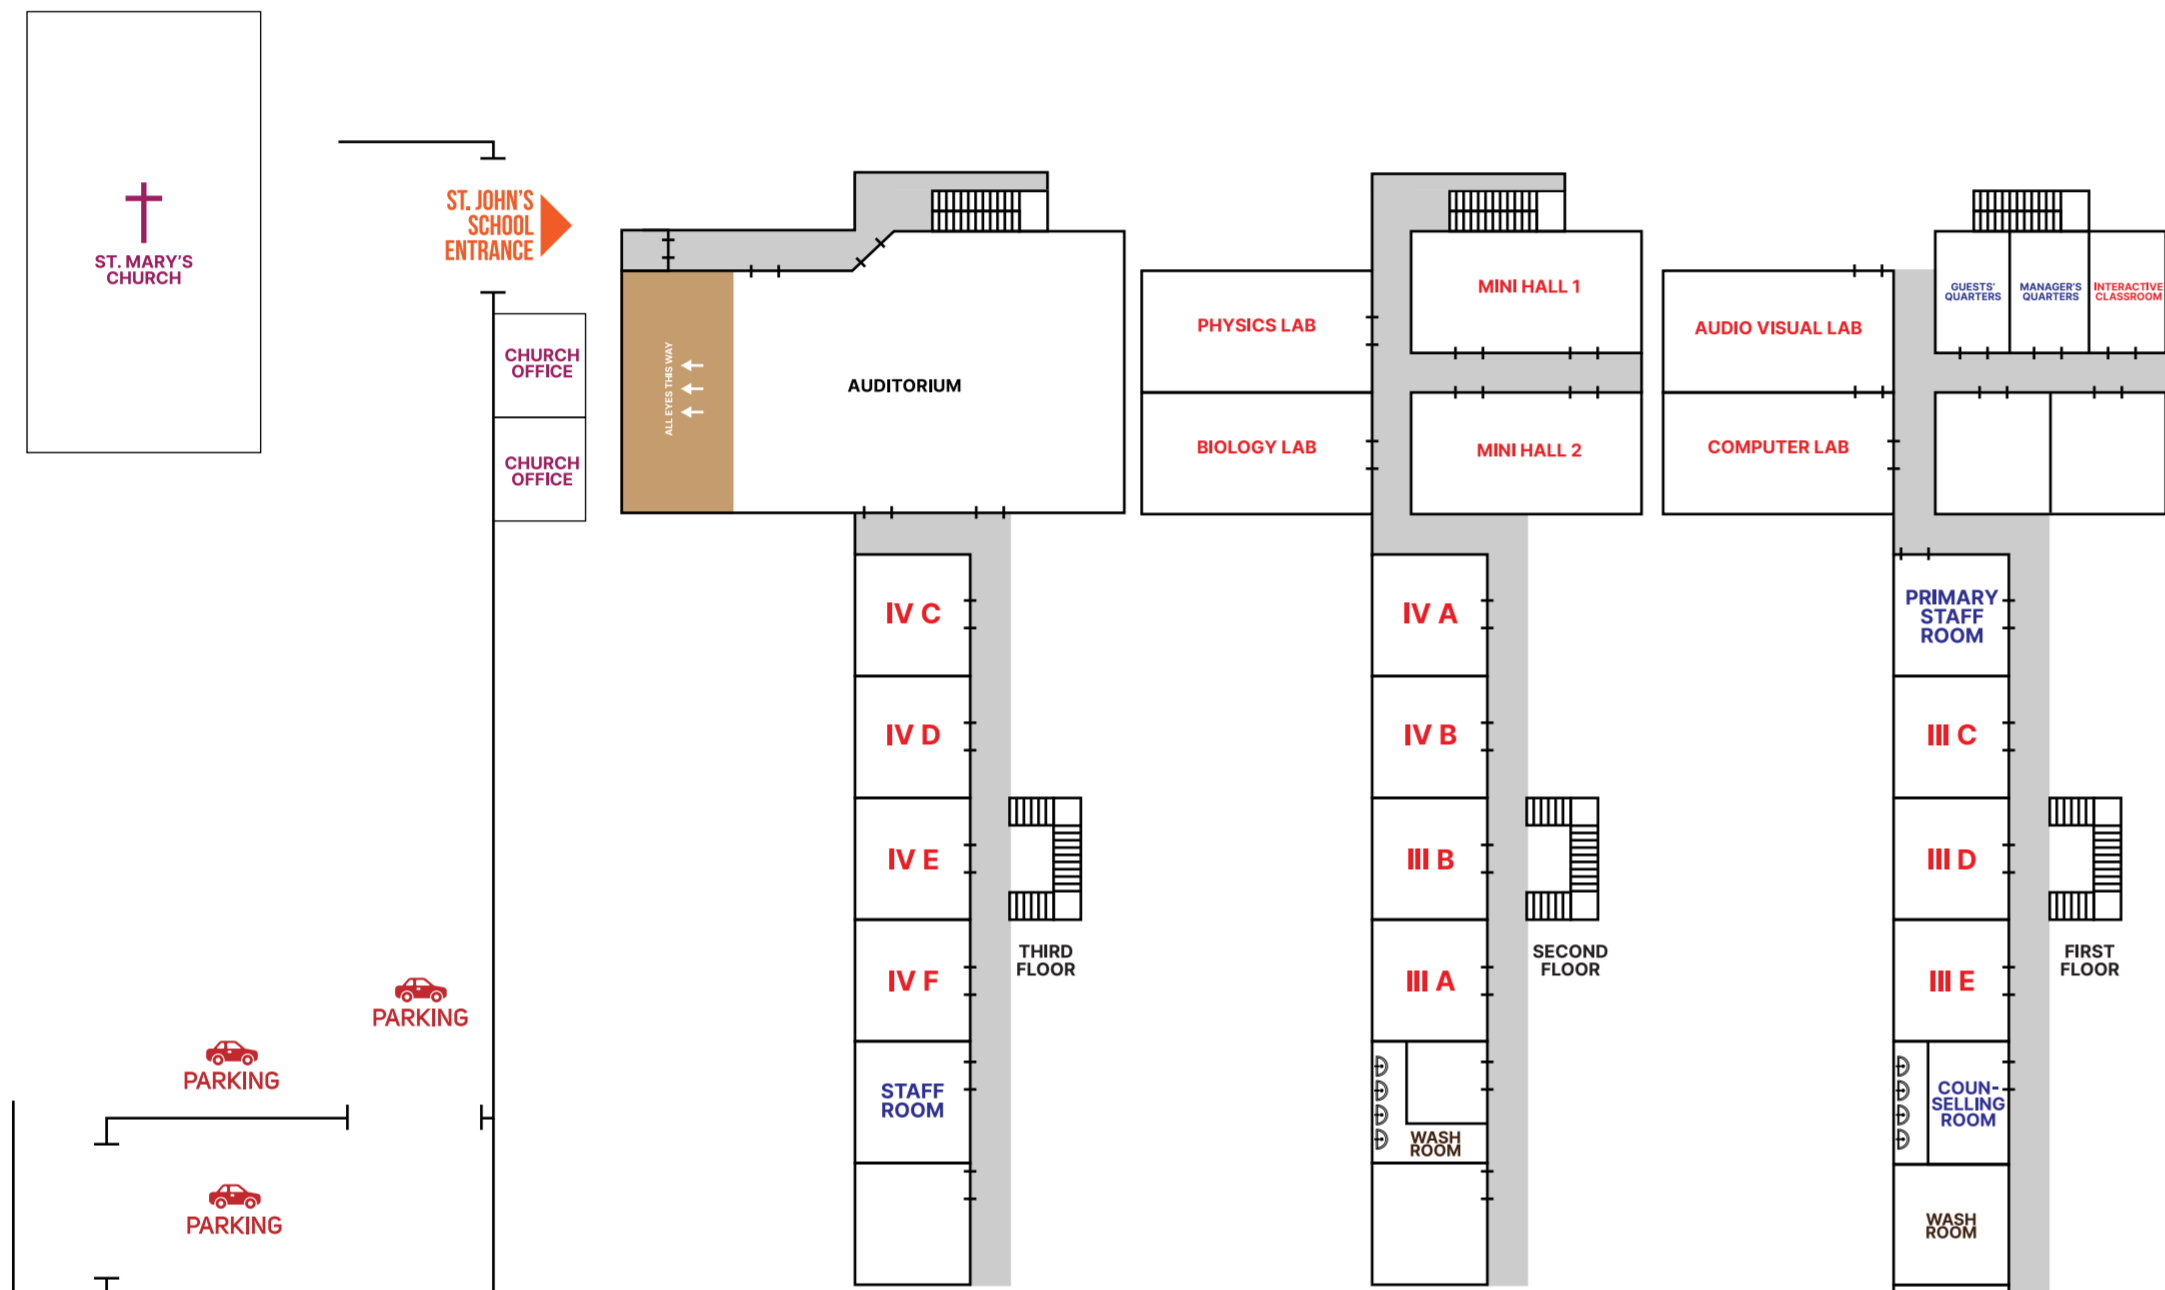 ST. MARY'S
CHURCH
ST. JOHN'S
SCHOOL
ENTRANCE
CHURCH
OFFICE
CHURCH
OFFICE
PARKING
PARKING
PARKING
ALL EYES THIS WAY
AUDITORIUM
IV C
IV D
IV E
IV F
STAFF
ROOM
THIRD
FLOOR
PHYSICS LAB
BIOLOGY LAB
MINI HALL 1
MINI HALL 2
IV A
IV B
III B
III A
WASH
ROOM
SECOND
FLOOR
AUDIO VISUAL LAB
COMPUTER LAB
GUESTS'
QUARTERS
MANAGER'S
QUARTERS
INTERACTIVE
CLASSROOM
PRIMARY
STAFF
ROOM
III C
III D
III E
COUN-
SELLING
ROOM
WASH
ROOM
FIRST
FLOOR